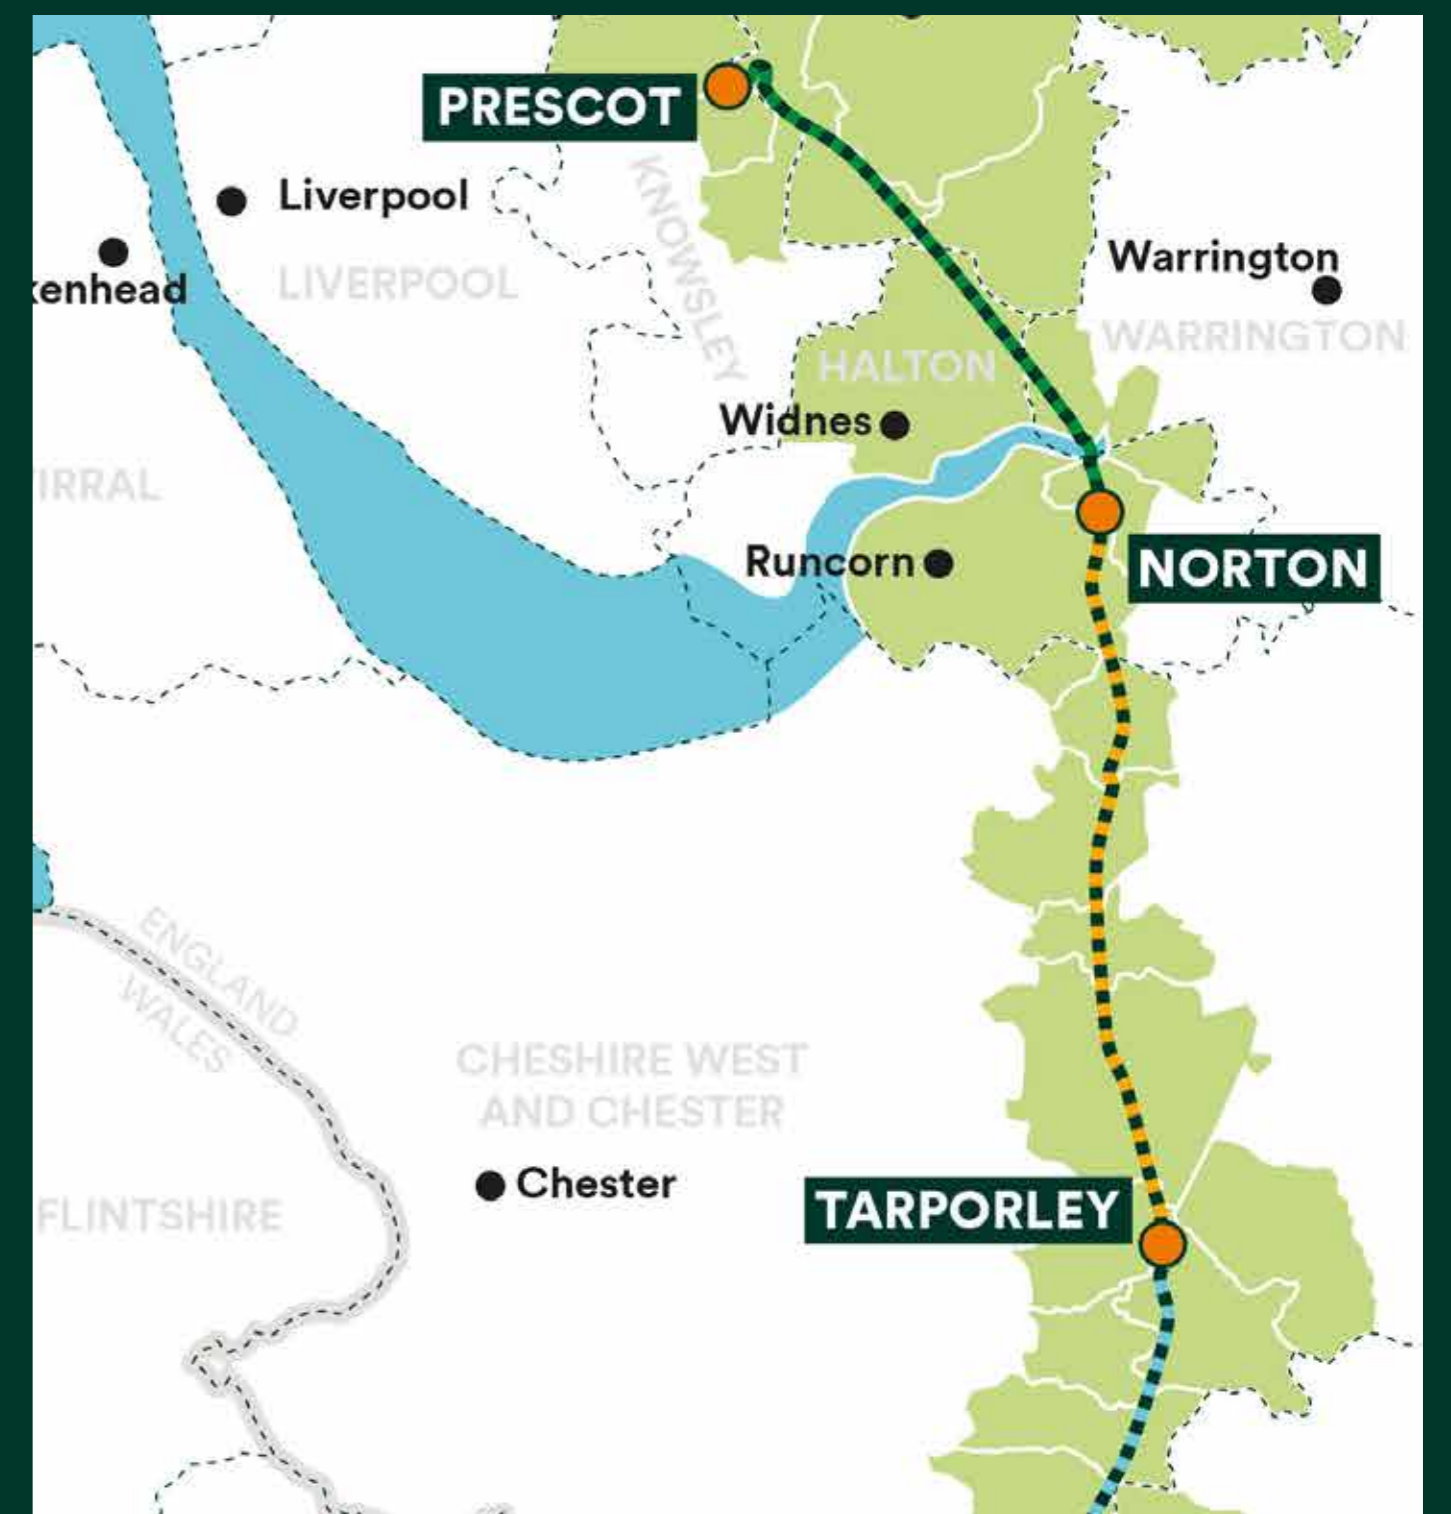 PRESCOT
KNOWSLEY
Liverpool
LIVERPOOL
kenhead
Warrington
WARRINGTON
HALTON
Widnes
IRRAL
Runcorn
NORTON
ENGLAND
WALES
CHESHIRE WEST
AND CHESTER
Chester
FLINTSHIRE
TARPORLEY